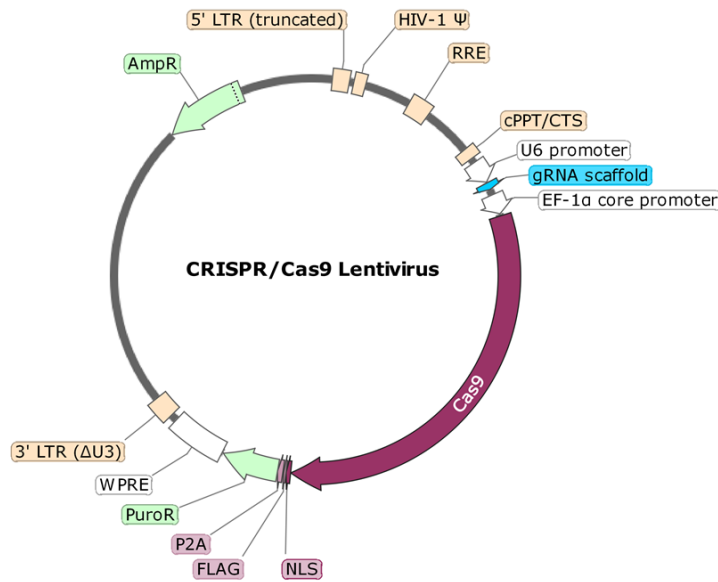 5' LTR (truncated)
HIV-1 Ψ
RRE
AmpR
cPPT/CTS
U6 promoter
gRNA scaffold
EF-1α core promoter
CRISPR/Cas9 Lentivirus
Cas9
3' LTR (ΔU3)
WPRE
PuroR
P2A
FLAG
NLS